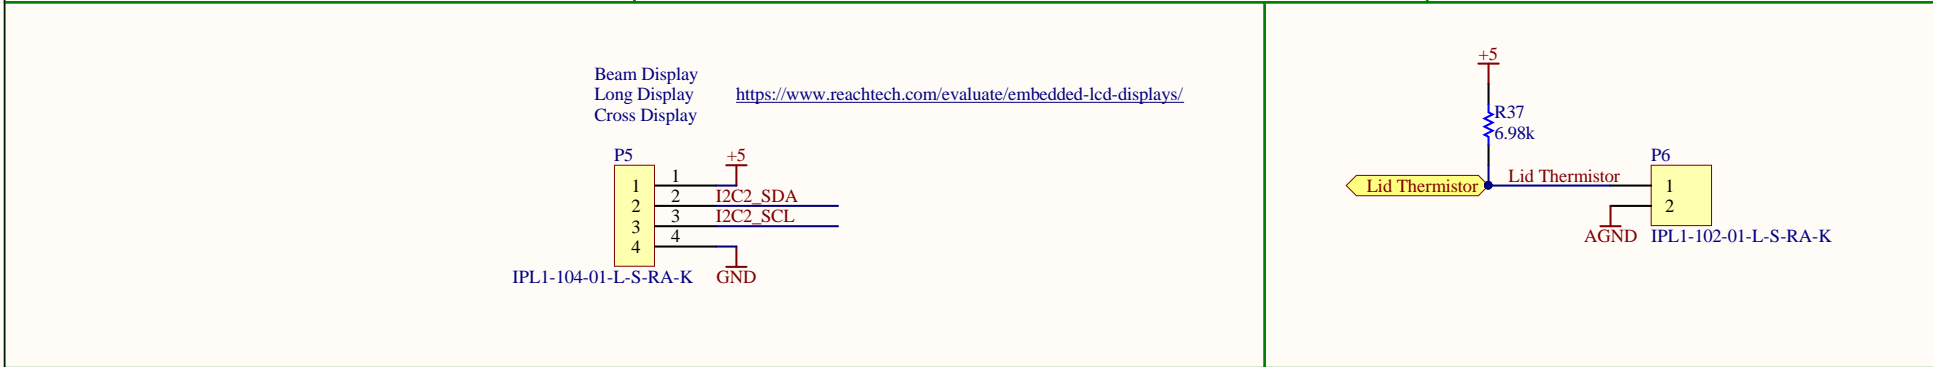 Beam Display
Long Display https://www.reachtech.com/evaluate/embedded-lcd-displays/
Cross Display
P5
+5
1 1
2 2 I2C2_SDA
3 3 I2C2_SCL
4 4
IPL1-104-01-L-S-RA-K GND
+5
R37
6.98k
P6
Lid Thermistor Lid Thermistor 1
2
AGND IPL1-102-01-L-S-RA-K